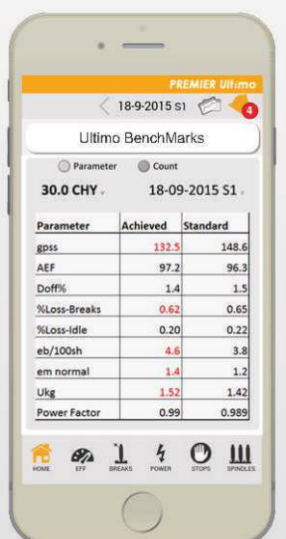 PREMIER Ultimo
18-9-2015 S1 4
Ultimo BenchMarks
Parameter Count
30.0 CHY 18-09-2015 S1
Parameter Achieved Standard
gpss 132.5 148.6
AEF 97.2 96.3
Doff% 1.4 1.5
%Loss-Breaks 0.62 0.65
%Loss-Idle 0.20 0.22
eb/100sh 4.6 3.8
em normal 1.4 1.2
Ukg 1.52 1.42
Power Factor 0.99 0.989
HOME EFF BREAKS POWER STOPS SPINDLES